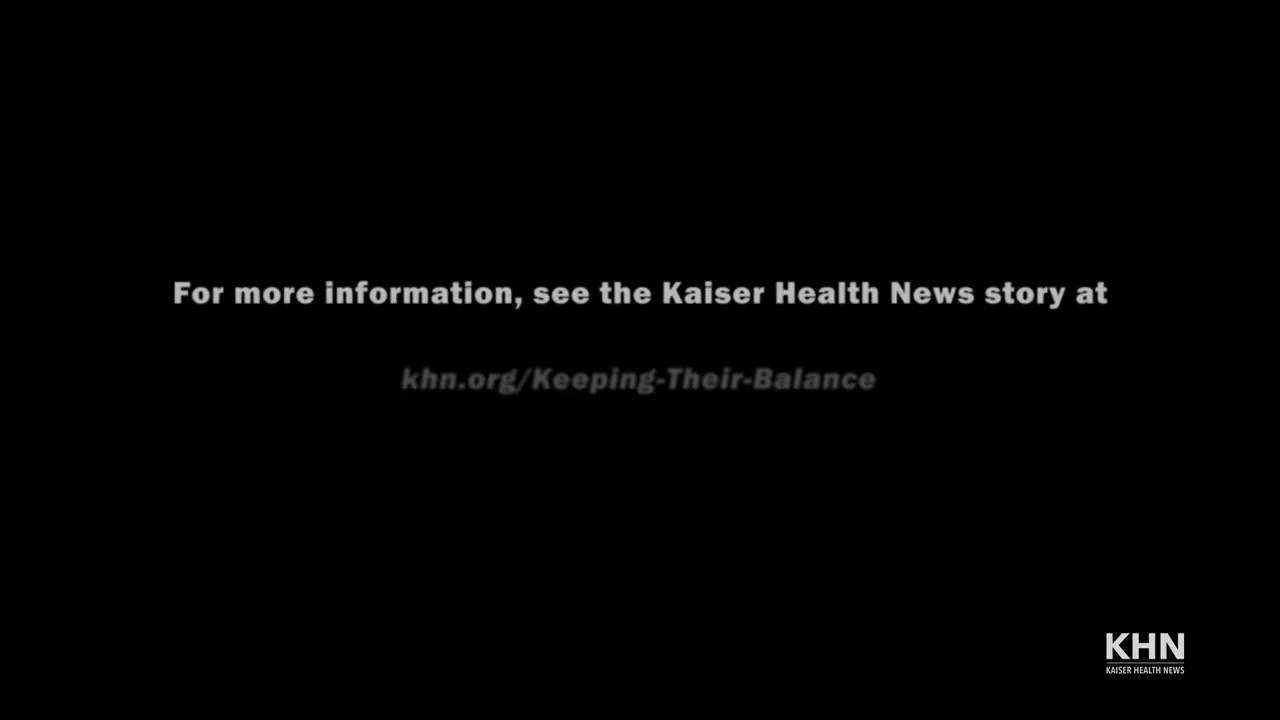 For more information, see the Kaiser Health News story at
khn.org/Keeping-Their-Balance
KHN
KAISER HEALTH NEWS